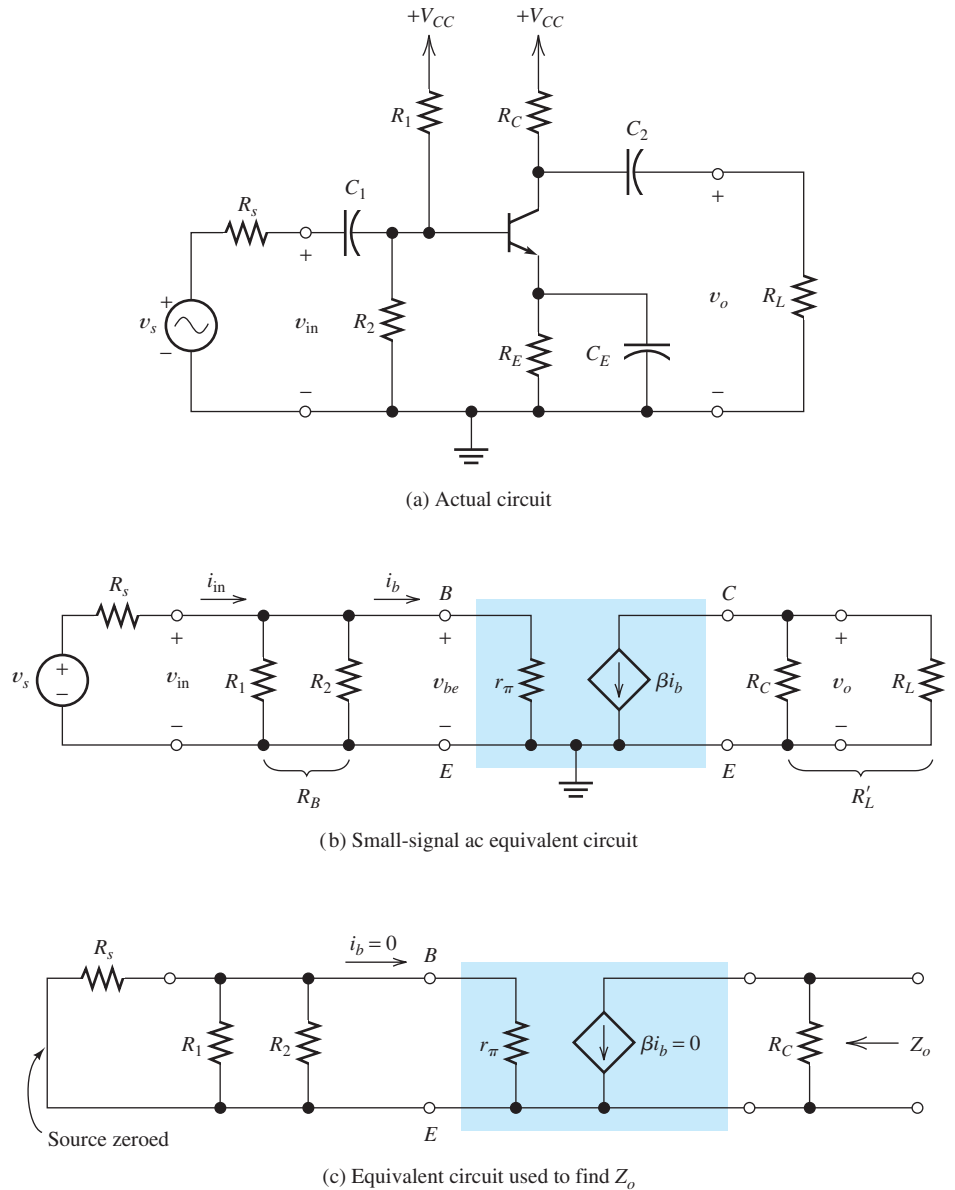 +V_CC +V_CC
R_1 R_C
C_2
C_1
R_s
+ +
+
v_s v_in R_2 v_o R_L
R_E C_E
−
− −
(a) Actual circuit
R_s i_in i_b B C
+ + +
v_s + − v_in R_1 R_2 v_be r_π βi_b R_C v_o R_L
− − −
E E
R_B R′_L
(b) Small-signal ac equivalent circuit
R_s i_b = 0 B
R_1 R_2 r_π βi_b = 0 R_C Z_o
E
Source zeroed
(c) Equivalent circuit used to find Z_o